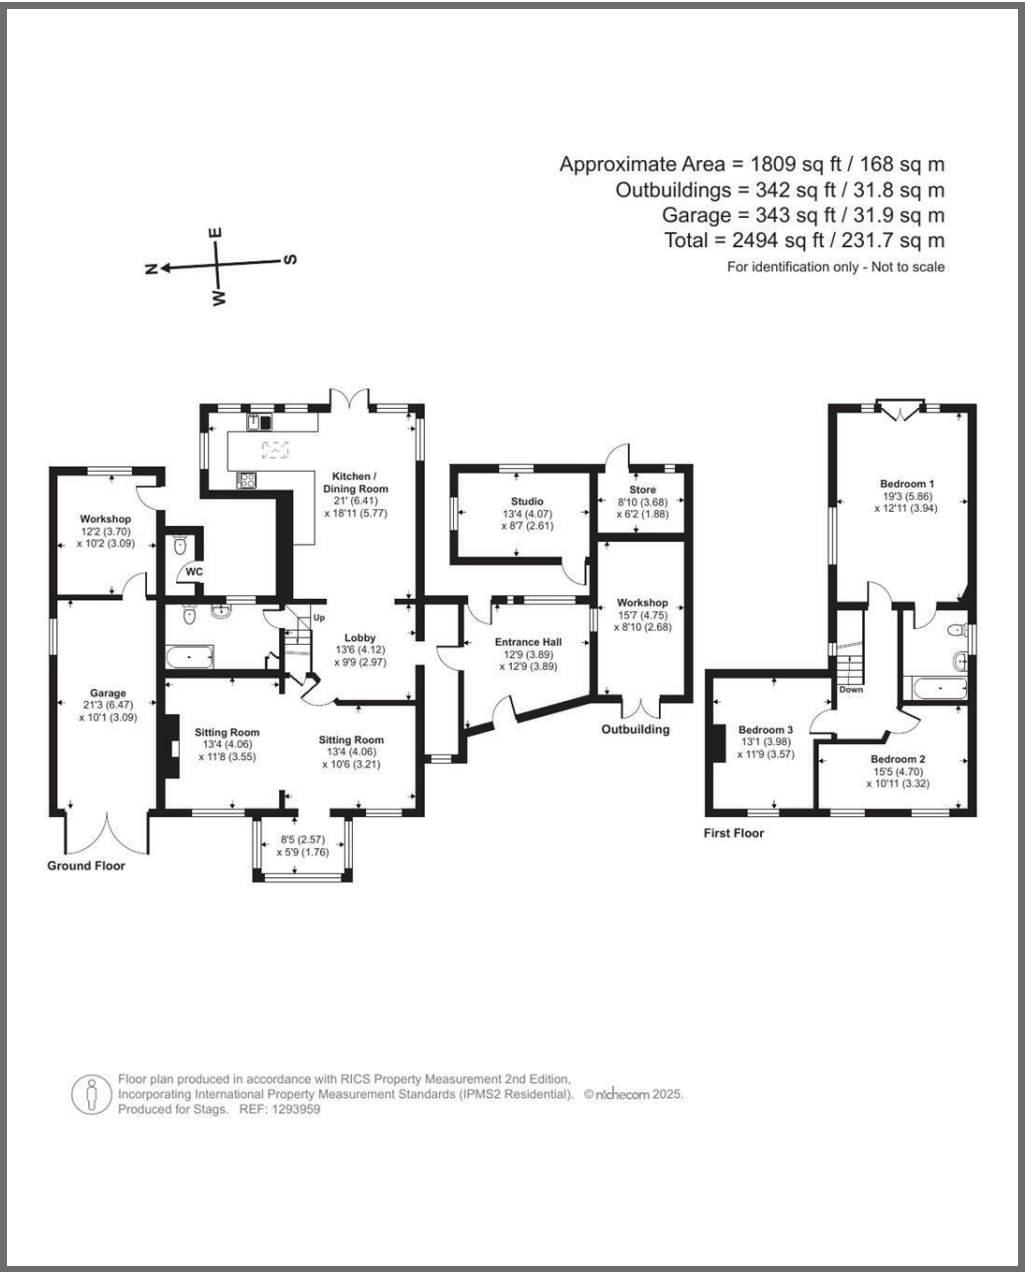 Approximate Area = 1809 sq ft / 168 sq m
Outbuildings = 342 sq ft / 31.8 sq m
Garage = 343 sq ft / 31.9 sq m
Total = 2494 sq ft / 231.7 sq m
For identification only - Not to scale
E
N
S
W
Kitchen /
Dining Room
21' (6.41)
x 18'11 (5.77)
Workshop
12'2 (3.70)
x 10'2 (3.09)
WC
Studio
13'4 (4.07)
x 8'7 (2.61)
Store
8'10 (3.68)
x 6'2 (1.88)
Workshop
15'7 (4.75)
x 8'10 (2.68)
Up
Lobby
13'6 (4.12)
x 9'9 (2.97)
Entrance Hall
12'9 (3.89)
x 12'9 (3.89)
Garage
21'3 (6.47)
x 10'1 (3.09)
Sitting Room
13'4 (4.06)
x 11'8 (3.55)
Sitting Room
13'4 (4.06)
x 10'6 (3.21)
Outbuilding
8'5 (2.57)
x 5'9 (1.76)
Ground Floor
Bedroom 1
19'3 (5.86)
x 12'11 (3.94)
Down
Bedroom 3
13'1 (3.98)
x 11'9 (3.57)
Bedroom 2
15'5 (4.70)
x 10'11 (3.32)
First Floor
Floor plan produced in accordance with RICS Property Measurement 2nd Edition,
Incorporating International Property Measurement Standards (IPMS2 Residential). © nichecom 2025.
Produced for Stags. REF: 1293959